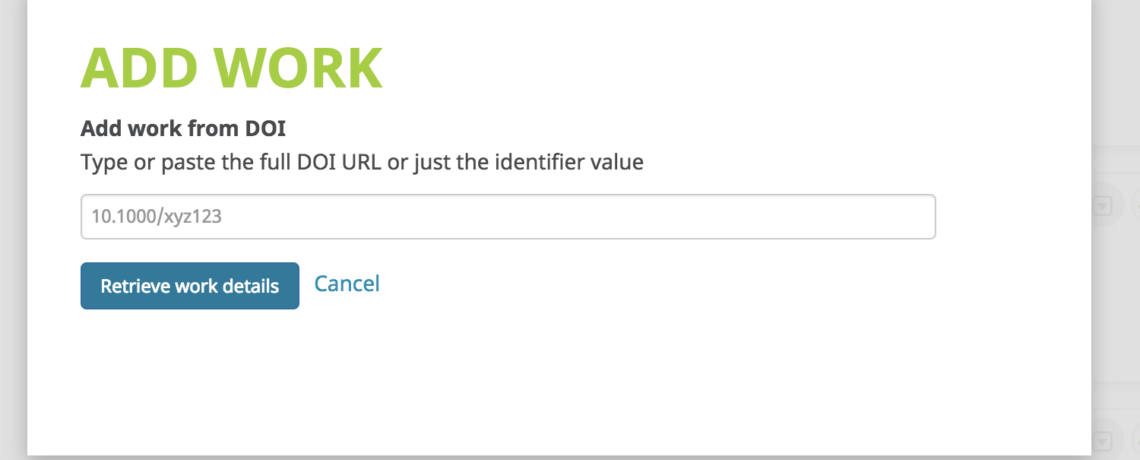 ADD WORK
Add work from DOI
Type or paste the full DOI URL or just the identifier value
10.1000/xyz123
Retrieve work details Cancel